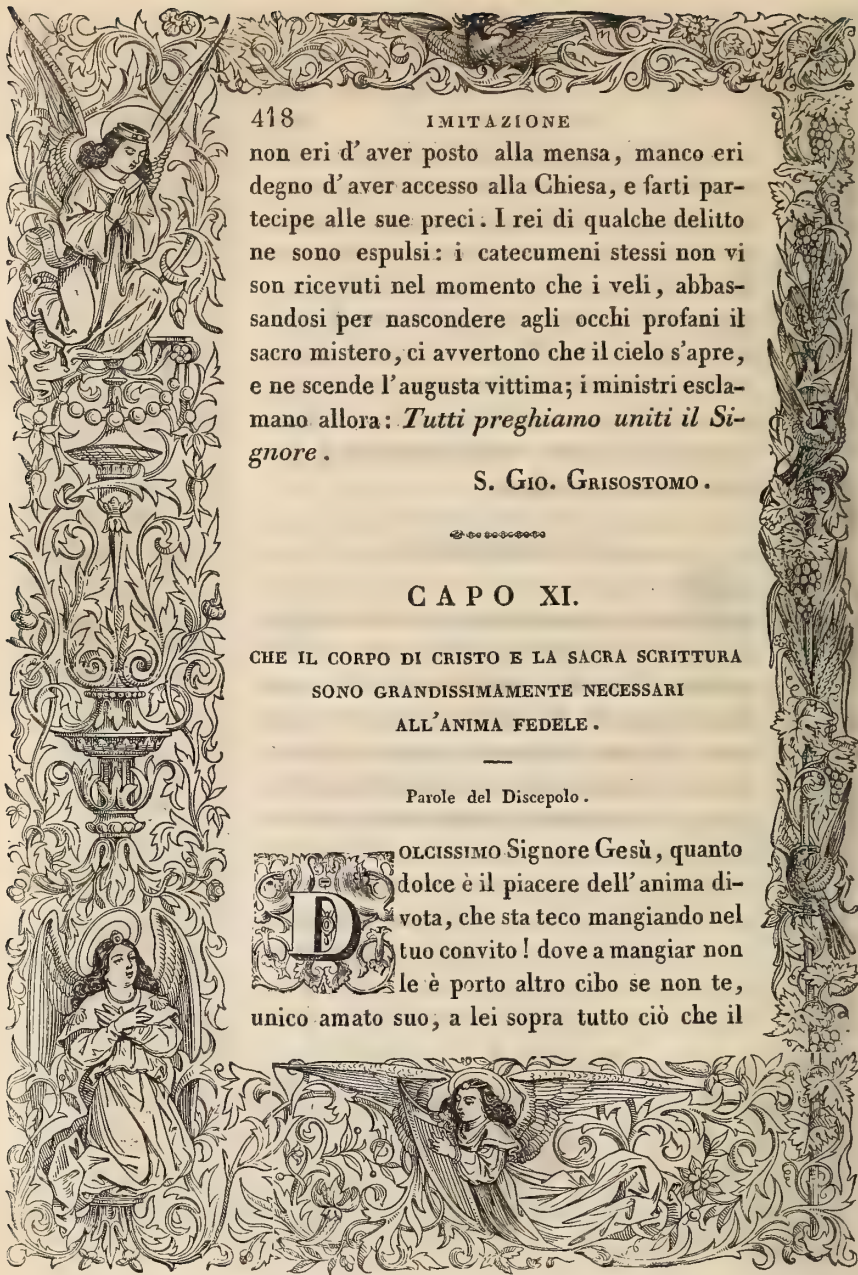 418 IMITAZIONE
non eri d'aver posto alla mensa, manco eri
degno d'aver accesso alla Chiesa, e farti par-
tecipe alle sue preci. I rei di qualche delitto
ne sono espulsi: i catecumeni stessi non vi
son ricevuti nel momento che i veli, abbas-
sandosi per nascondere agli occhi profani il
sacro mistero, ci avvertono che il cielo s'apre,
e ne scende l'augusta vittima; i ministri escla-
mano allora: Tutti preghiamo uniti il Si-
gnore.
S. GIO. GRISOSTOMO.
CAPO XI.
CHE IL CORPO DI CRISTO E LA SACRA SCRITTURA
SONO GRANDISSIMAMENTE NECESSARI
ALL'ANIMA FEDELE.
Parole del Discepolo.
DOLCISSIMO Signore Gesù, quanto
dolce è il piacere dell'anima di-
vota, che sta teco mangiando nel
tuo convito! dove a mangiar non
le è porto altro cibo se non te,
unico amato suo, a lei sopra tutto ciò che il